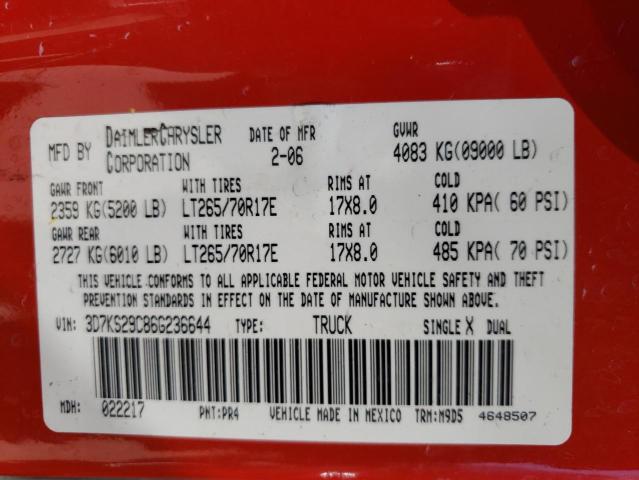 MFD BY DAIMLERCHRYSLER CORPORATION DATE OF MFR 2-06 GVWR 4083 KG(09000 LB)
GAWR FRONT WITH TIRES RIMS AT COLD
2359 KG(5200 LB) LT265/70R17E 17X8.0 410 KPA( 60 PSI)
GAWR REAR WITH TIRES RIMS AT COLD
2727 KG(6010 LB) LT265/70R17E 17X8.0 485 KPA( 70 PSI)
THIS VEHICLE CONFORMS TO ALL APPLICABLE FEDERAL MOTOR VEHICLE SAFETY AND THEFT
PREVENTION STANDARDS IN EFFECT ON THE DATE OF MANUFACTURE SHOWN ABOVE.
VIN: 3D7KS29C86G236644 TYPE: TRUCK SINGLE X DUAL
MDH: 022217 PNT:PR4 VEHICLE MADE IN MEXICO TRM:M9D5 4648507